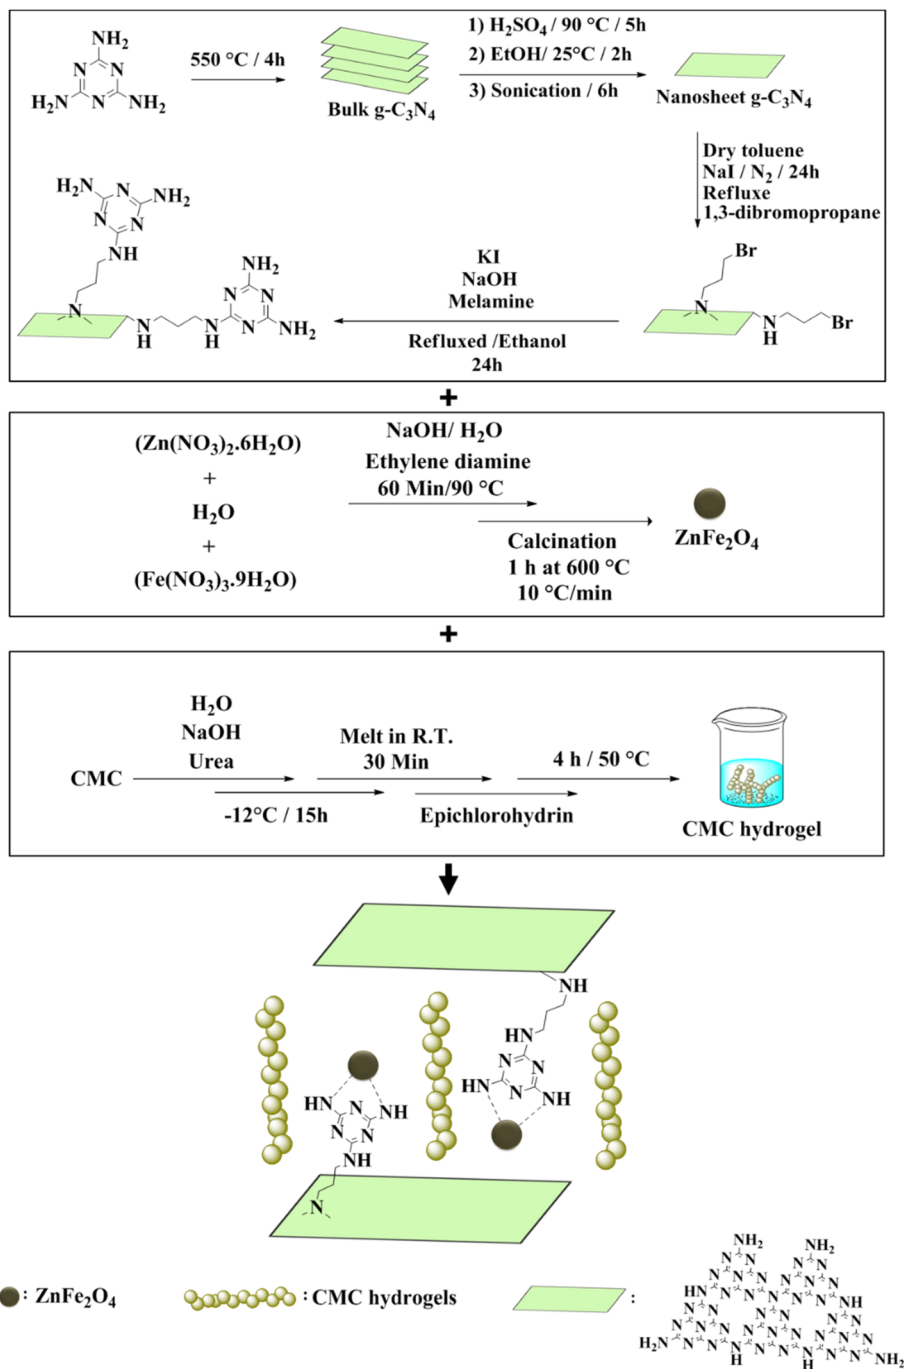 NH₂
N
N
N
H₂N
NH₂
550 °C / 4h
Bulk g-C₃N₄
1) H₂SO₄ / 90 °C / 5h
2) EtOH/ 25°C / 2h
3) Sonication / 6h
Nanosheet g-C₃N₄
Dry toluene
NaI / N₂ / 24h
Refluxe
1,3-dibromopropane
Br
N
N
H
Br
KI
NaOH
Melamine
Refluxed /Ethanol
24h
H₂N
N
NH₂
N
N
NH
N
N
H
N
H
NH₂
N
N
N
NH₂
+
(Zn(NO₃)₂.6H₂O)
+
H₂O
+
(Fe(NO₃)₃.9H₂O)
NaOH/ H₂O
Ethylene diamine
60 Min/90 °C
Calcination
1 h at 600 °C
10 °C/min
ZnFe₂O₄
+
CMC
H₂O
NaOH
Urea
-12°C / 15h
Melt in R.T.
30 Min
Epichlorohydrin
4 h / 50 °C
CMC hydrogel
NH
HN
N
N
N
HN
NH
HN
N
NH
N
N
NH
N
: ZnFe₂O₄
: CMC hydrogels
:
NH₂
NH₂
HN
NH
H₂N
N
H
N
H
NH₂